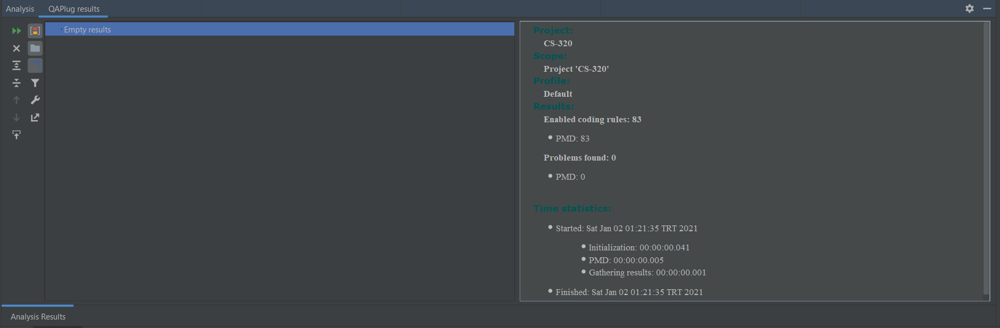 Analysis QAPlug results
Empty results
Project:
CS-320
Scope:
Project 'CS-320'
Profile:
Default
Results:
Enabled coding rules: 83
PMD: 83
Problems found: 0
PMD: 0
Time statistics:
Started: Sat Jan 02 01:21:35 TRT 2021
Initialization: 00:00:00.041
PMD: 00:00:00.005
Gathering results: 00:00:00.001
Finished: Sat Jan 02 01:21:35 TRT 2021
Analysis Results